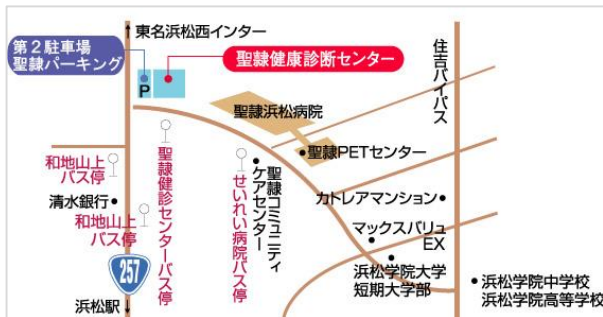 東名浜松西インター
第2駐車場
聖隷パーキング
P
聖隷健康診断センター
住吉バイパス
聖隷浜松病院
聖隷PETセンター
和地山上
バス停
聖隷健診センターバス停
せいれい病院バス停
聖隷コミュニティ
ケアセンター
清水銀行
カトレアマンション
和地山上
バス停
マックスバリュ
EX
257
浜松学院大学
短期大学部
浜松学院中学校
浜松学院高等学校
浜松駅